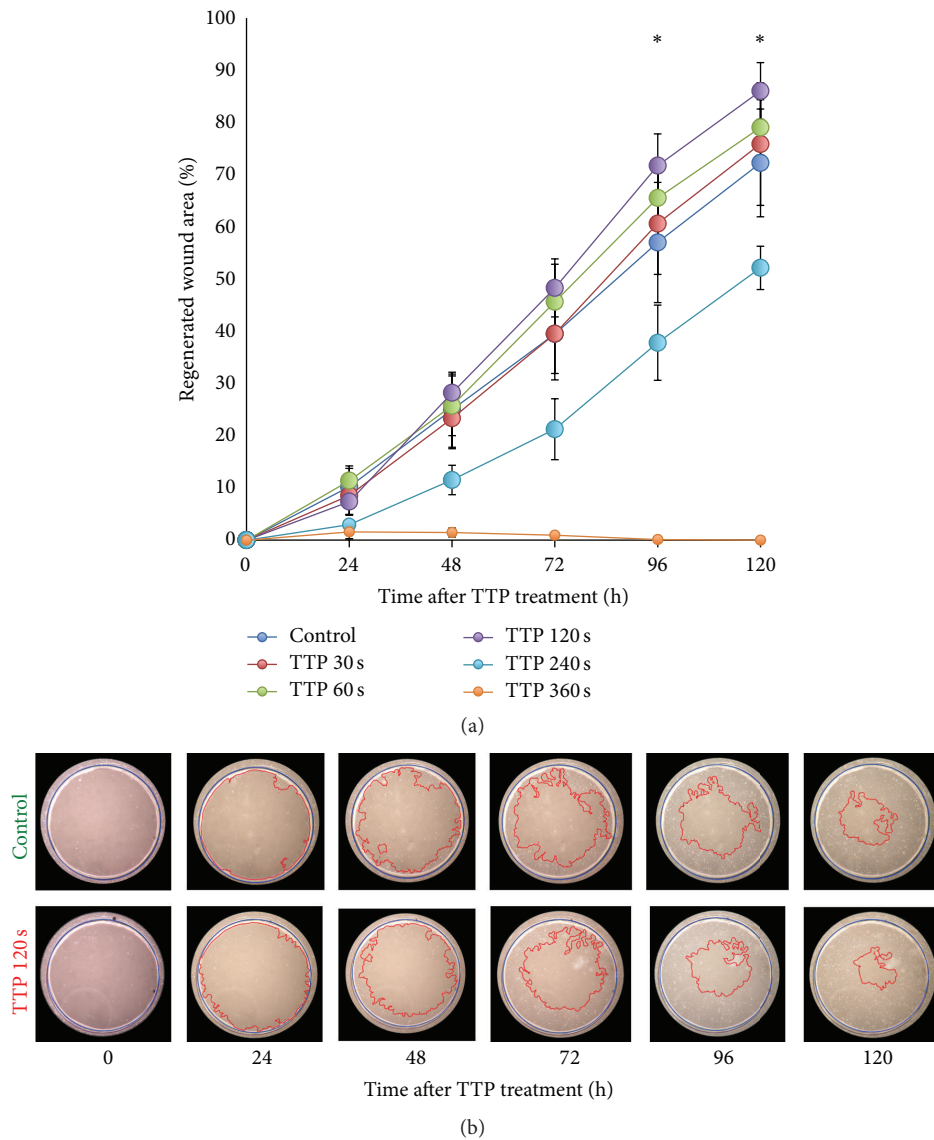 100
90
80
70
60
50
40
30
20
10
0
Regenerated wound area (%)
* *
0 24 48 72 96 120
Time after TTP treatment (h)
Control TTP 120 s
TTP 30 s TTP 240 s
TTP 60 s TTP 360 s
(a)
Control
TTP 120 s
0 24 48 72 96 120
Time after TTP treatment (h)
(b)